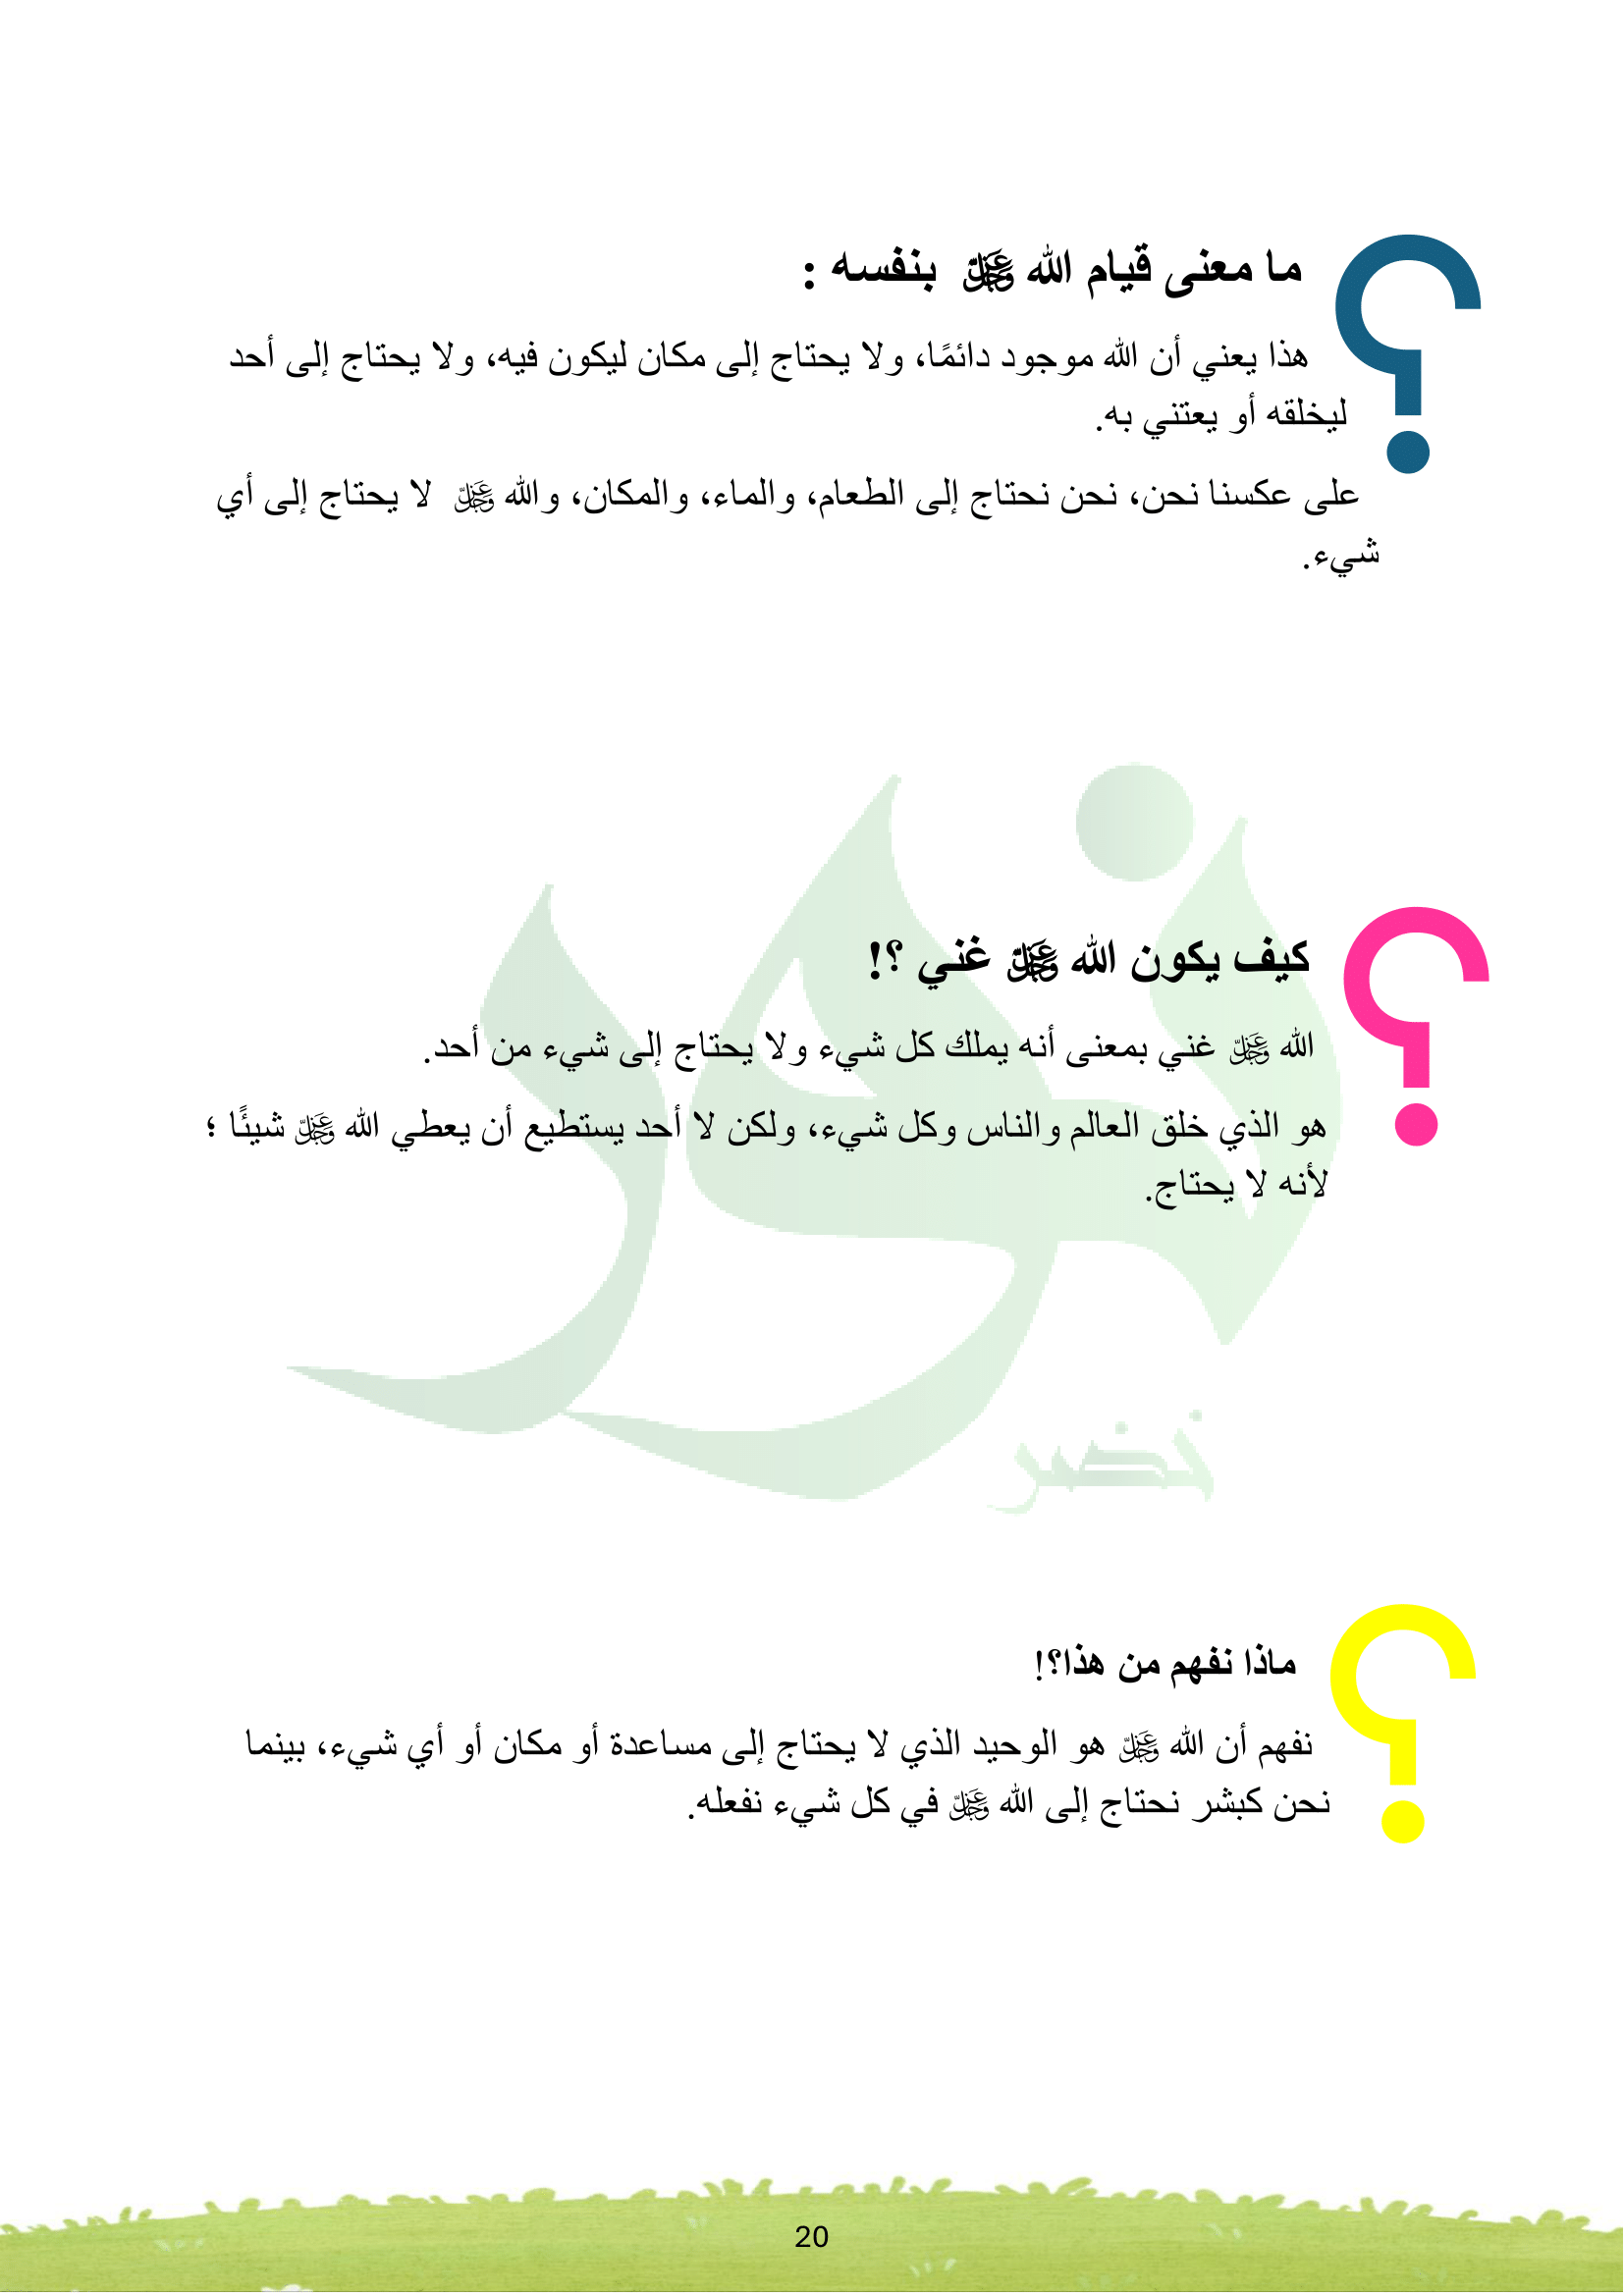 ما معنى قيام الله ﷻ بنفسه :
هذا يعني أن الله موجود دائمًا، ولا يحتاج إلى مكان ليكون فيه، ولا يحتاج إلى أحد
ليخلقه أو يعتني به.
على عكسنا نحن، نحن نحتاج إلى الطعام، والماء، والمكان، والله ﷻ لا يحتاج إلى أي
شيء.
كيف يكون الله ﷻ غني ؟!
الله ﷻ غني بمعنى أنه يملك كل شيء ولا يحتاج إلى شيء من أحد.
هو الذي خلق العالم والناس وكل شيء، ولكن لا أحد يستطيع أن يعطي الله ﷻ شيئًا ؛
لأنه لا يحتاج.
نور
نضر
ماذا نفهم من هذا؟!
نفهم أن الله ﷻ هو الوحيد الذي لا يحتاج إلى مساعدة أو مكان أو أي شيء، بينما
نحن كبشر نحتاج إلى الله ﷻ في كل شيء نفعله.
20